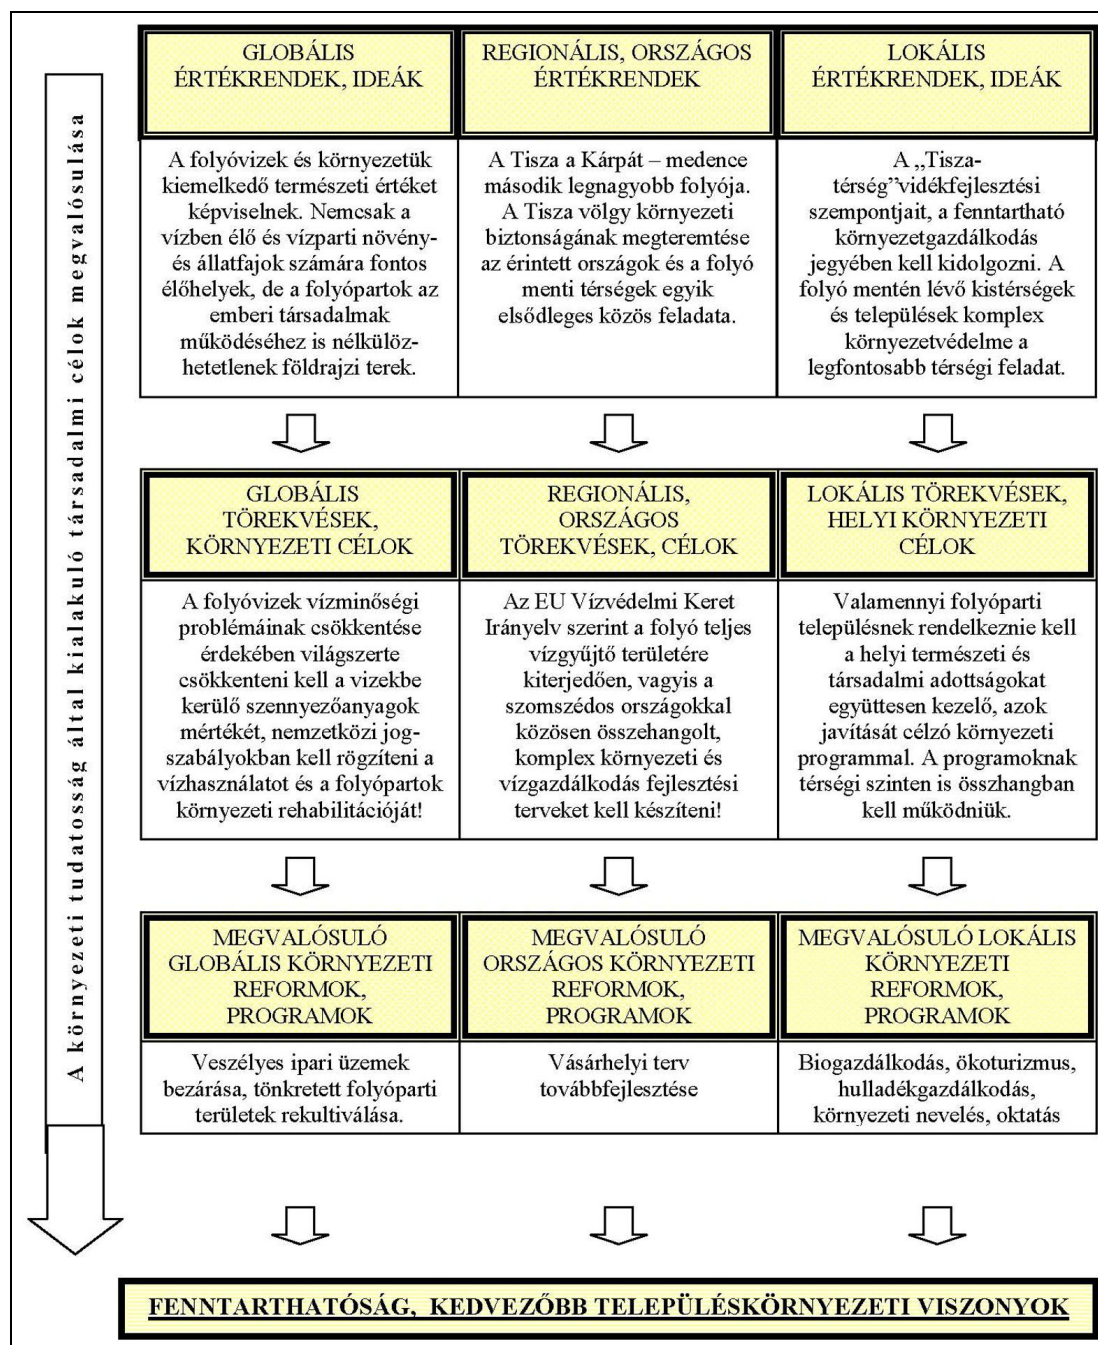 A környezeti tudatosság által kialakuló társadalmi célok megvalósulása
GLOBÁLIS
ÉRTÉKRENDEK, IDEÁK
A folyóvizek és környezetük
kiemelkedő természeti értéket
képviselnek. Nemcsak a
vízben élő és vízparti növény-
és állatfajok számára fontos
élőhelyek, de a folyópartok az
emberi társadalmak
működéséhez is nélkülöz-
hetetlenek földrajzi terek.
REGIONÁLIS, ORSZÁGOS
ÉRTÉKRENDEK
A Tisza a Kárpát – medence
második legnagyobb folyója.
A Tisza völgy környezeti
biztonságának megteremtése
az érintett országok és a folyó
menti térségek egyik
elsődleges közös feladata.
LOKÁLIS
ÉRTÉKRENDEK, IDEÁK
A „Tisza-
térség”vidékfejlesztési
szempontjait, a fenntartható
környezetgazdálkodás
jegyében kell kidolgozni. A
folyó mentén lévő kistérségek
és települések komplex
környezetvédelme a
legfontosabb térségi feladat.
GLOBÁLIS
TÖREKVÉSEK,
KÖRNYEZETI CÉLOK
A folyóvizek vízminőségi
problémáinak csökkentése
érdekében világszerte
csökkenteni kell a vizekbe
kerülő szennyezőanyagok
mértékét, nemzetközi jog-
szabályokban kell rögzíteni a
vízhasználatot és a folyópartok
környezeti rehabilitációját!
REGIONÁLIS,
ORSZÁGOS
TÖREKVÉSEK, CÉLOK
Az EU Vízvédelmi Keret
Irányelv szerint a folyó teljes
vízgyűjtő területére
kiterjedően, vagyis a
szomszédos országokkal
közösen összehangolt,
komplex környezeti és
vízgazdálkodás fejlesztési
terveket kell készíteni!
LOKÁLIS TÖREKVÉSEK,
HELYI KÖRNYEZETI
CÉLOK
Valamennyi folyóparti
településnek rendelkeznie kell
a helyi természeti és
társadalmi adottságokat
együttesen kezelő, azok
javítását célzó környezeti
programmal. A programoknak
térségi szinten is összhangban
kell működniük.
MEGVALÓSULÓ
GLOBÁLIS KÖRNYEZETI
REFORMOK,
PROGRAMOK
Veszélyes ipari üzemek
bezárása, tönkretett folyóparti
területek rekultiválása.
MEGVALÓSULÓ
ORSZÁGOS KÖRNYEZETI
REFORMOK,
PROGRAMOK
Vásárhelyi terv
továbbfejlesztése
MEGVALÓSULÓ LOKÁLIS
KÖRNYEZETI
REFORMOK,
PROGRAMOK
Biogazdálkodás, ökoturizmus,
hulladékgazdálkodás,
környezeti nevelés, oktatás
FENNTARTHATÓSÁG, KEDVEZŐBB TELEPÜLÉSKÖRNYEZETI VISZONYOK